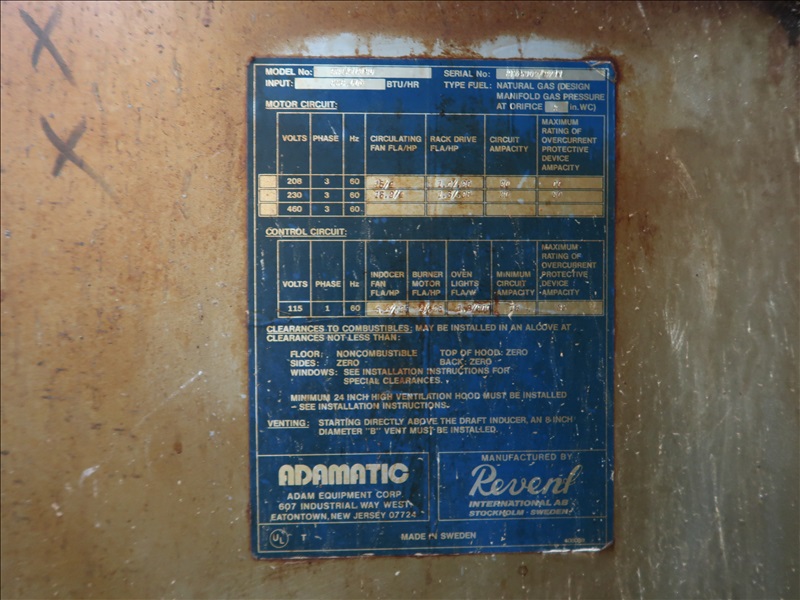 MODEL No:
SERIAL No:
INPUT: BTU/HR
TYPE FUEL: NATURAL GAS (DESIGN
MANIFOLD GAS PRESSURE
AT ORIFICE in. WC)
MOTOR CIRCUIT:
VOLTS PHASE Hz CIRCULATING FAN FLA/HP RACK DRIVE FLA/HP CIRCUIT AMPACITY MAXIMUM RATING OF OVERCURRENT PROTECTIVE DEVICE AMPACITY
208 3 60
230 3 60
460 3 60
CONTROL CIRCUIT:
VOLTS PHASE Hz INDUCER FAN FLA/HP BURNER MOTOR FLA/HP OVEN LIGHTS FLA/W MINIMUM CIRCUIT AMPACITY MAXIMUM RATING OF OVERCURRENT PROTECTIVE DEVICE AMPACITY
115 1 60
CLEARANCES TO COMBUSTIBLES: MAY BE INSTALLED IN AN ALCOVE AT
CLEARANCES NOT LESS THAN:
FLOOR: NONCOMBUSTIBLE TOP OF HOOD: ZERO
SIDES: ZERO BACK: ZERO
WINDOWS: SEE INSTALLATION INSTRUCTIONS FOR
SPECIAL CLEARANCES.
MINIMUM 24 INCH HIGH VENTILATION HOOD MUST BE INSTALLED
- SEE INSTALLATION INSTRUCTIONS.
VENTING: STARTING DIRECTLY ABOVE THE DRAFT INDUCER, AN 8-INCH
DIAMETER "B" VENT MUST BE INSTALLED.
ADAMATIC
ADAM EQUIPMENT CORP.
607 INDUSTRIAL WAY WEST
EATONTOWN, NEW JERSEY 07724
MANUFACTURED BY
Revent
INTERNATIONAL AB
STOCKHOLM - SWEDEN
UL T MADE IN SWEDEN